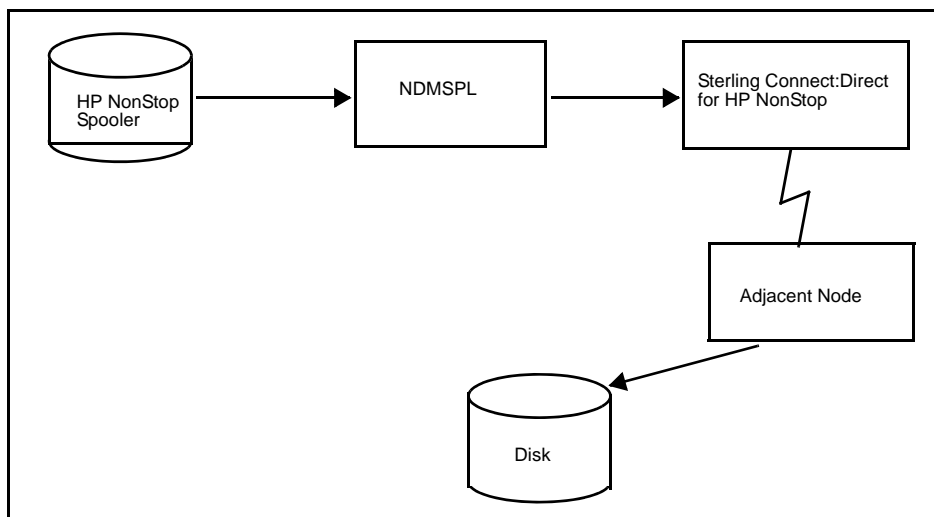 HP NonStop
Spooler
NDMSPL
Sterling Connect:Direct
for HP NonStop
Adjacent Node
Disk